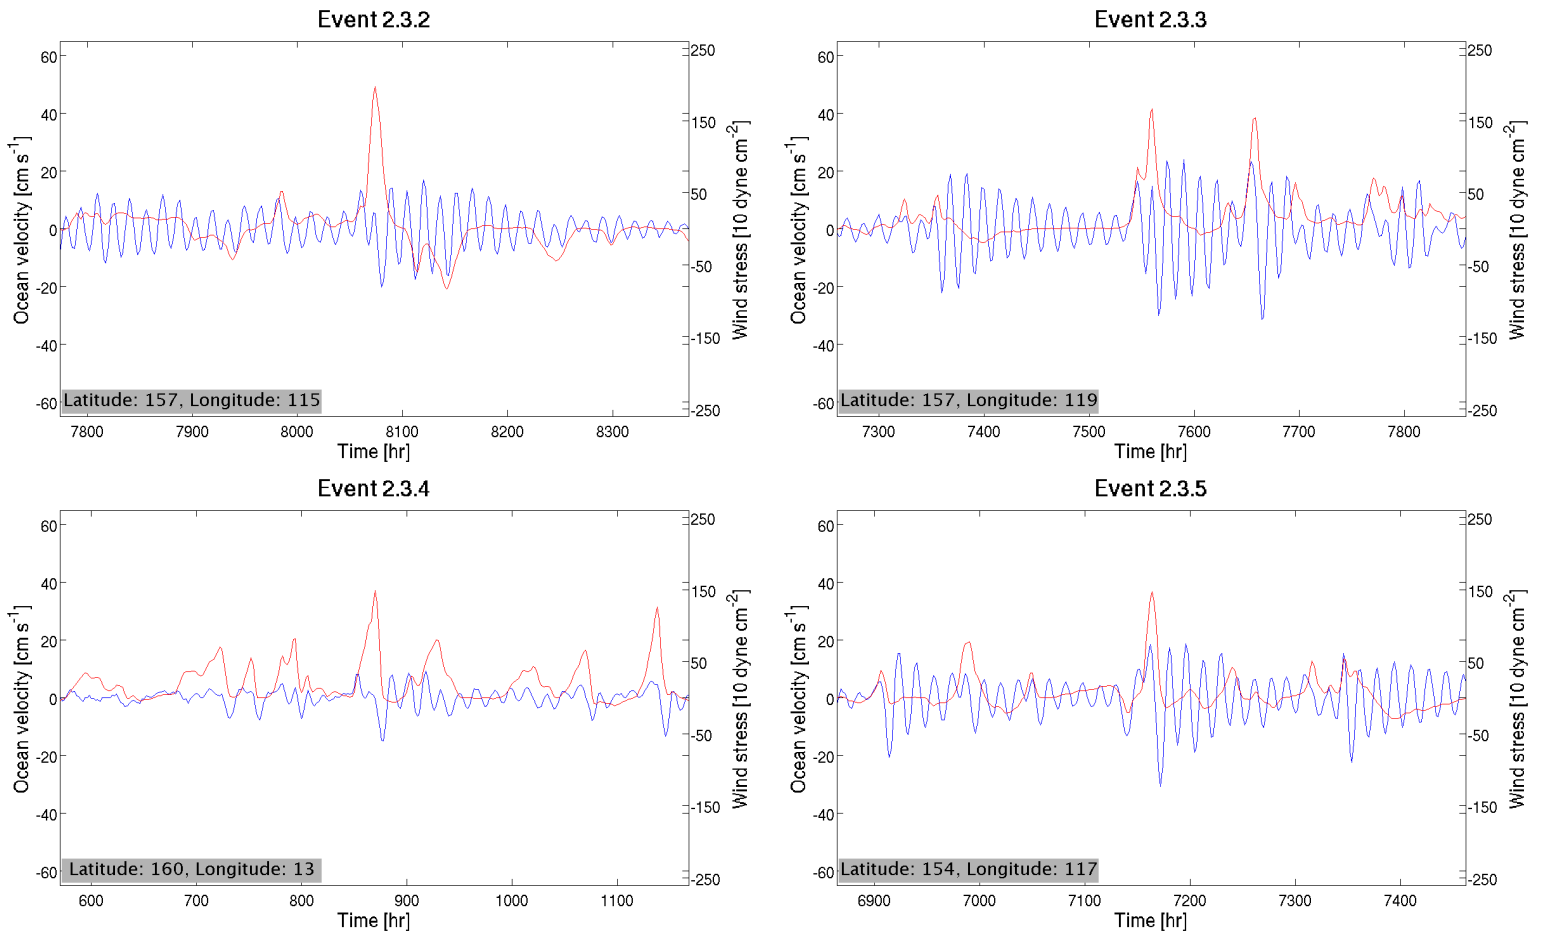 Event 2.3.2
60
40
20
0
-20
-40
-60
Ocean velocity [cm s-1]
250
150
50
-50
-150
-250
Wind stress [10 dyne cm-2]
Latitude: 157, Longitude: 115
7800 7900 8000 8100 8200 8300
Time [hr]
Event 2.3.3
60
40
20
0
-20
-40
-60
Ocean velocity [cm s-1]
250
150
50
-50
-150
-250
Wind stress [10 dyne cm-2]
Latitude: 157, Longitude: 119
7300 7400 7500 7600 7700 7800
Time [hr]
Event 2.3.4
60
40
20
0
-20
-40
-60
Ocean velocity [cm s-1]
250
150
50
-50
-150
-250
Wind stress [10 dyne cm-2]
Latitude: 160, Longitude: 13
600 700 800 900 1000 1100
Time [hr]
Event 2.3.5
60
40
20
0
-20
-40
-60
Ocean velocity [cm s-1]
250
150
50
-50
-150
-250
Wind stress [10 dyne cm-2]
Latitude: 154, Longitude: 117
6900 7000 7100 7200 7300 7400
Time [hr]